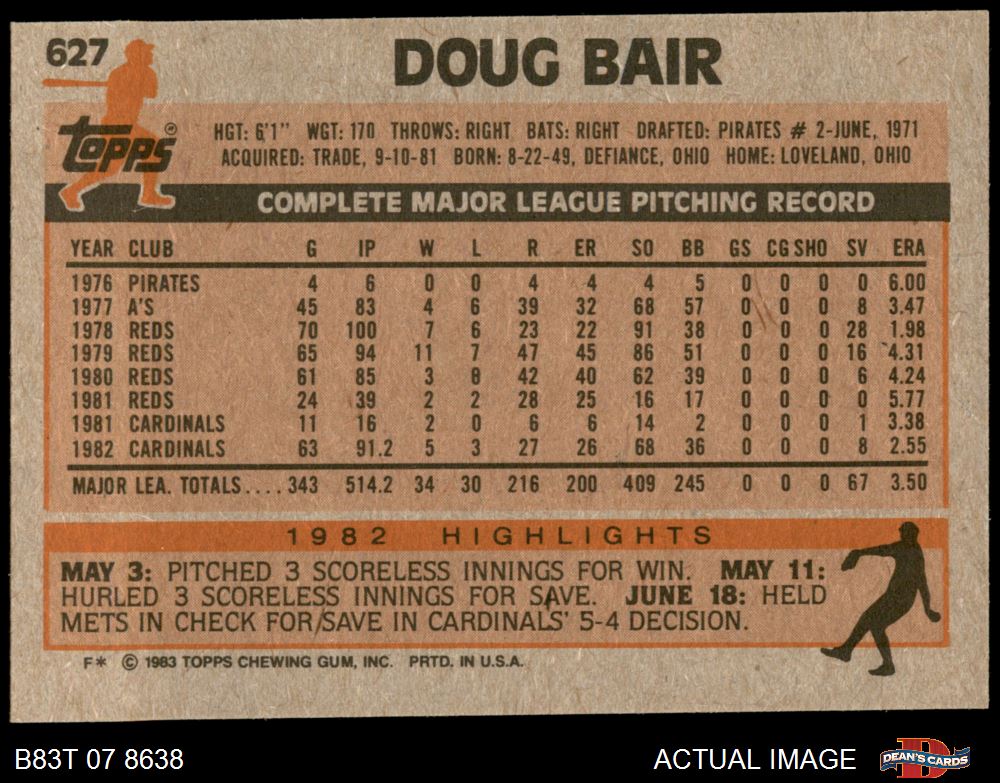 627
DOUG BAIR
Topps®
HGT: 6'1" WGT: 170 THROWS: RIGHT BATS: RIGHT DRAFTED: PIRATES # 2-JUNE, 1971
ACQUIRED: TRADE, 9-10-81 BORN: 8-22-49, DEFIANCE, OHIO HOME: LOVELAND, OHIO
COMPLETE MAJOR LEAGUE PITCHING RECORD
YEAR CLUB G IP W L R ER SO BB GS CG SHO SV ERA
1976 PIRATES 4 6 0 0 4 4 4 5 0 0 0 0 6.00
1977 A'S 45 83 4 6 39 32 68 57 0 0 0 8 3.47
1978 REDS 70 100 7 6 23 22 91 38 0 0 0 28 1.98
1979 REDS 65 94 11 7 47 45 86 51 0 0 0 16 4.31
1980 REDS 61 85 3 8 42 40 62 39 0 0 0 6 4.24
1981 REDS 24 39 2 2 28 25 16 17 0 0 0 0 5.77
1981 CARDINALS 11 16 2 0 6 6 14 2 0 0 0 1 3.38
1982 CARDINALS 63 91.2 5 3 27 26 68 36 0 0 0 8 2.55
MAJOR LEA. TOTALS.... 343 514.2 34 30 216 200 409 245 0 0 0 67 3.50
1982 HIGHLIGHTS
MAY 3: PITCHED 3 SCORELESS INNINGS FOR WIN. MAY 11:
HURLED 3 SCORELESS INNINGS FOR SAVE. JUNE 18: HELD
METS IN CHECK FOR SAVE IN CARDINALS' 5-4 DECISION.
F* © 1983 TOPPS CHEWING GUM, INC. PRTD. IN U.S.A.
B83T 07 8638
ACTUAL IMAGE
DEAN'S CARDS